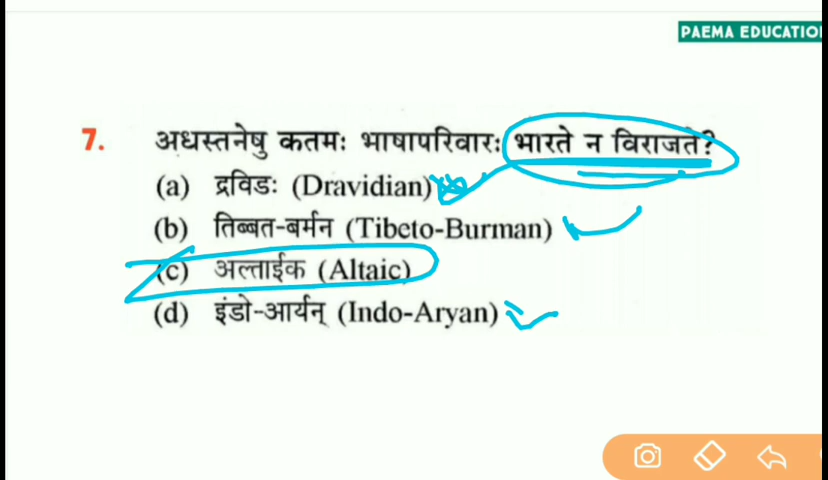 PAEMA EDUCATIO
7. अधस्तनेषु कतमः भाषापरिवारः भारते न विराजते?
(a) द्रविडः (Dravidian)
(b) तिब्बत-बर्मन (Tibeto-Burman)
(c) अल्ताईक (Altaic)
(d) इंडो-आर्यन् (Indo-Aryan)